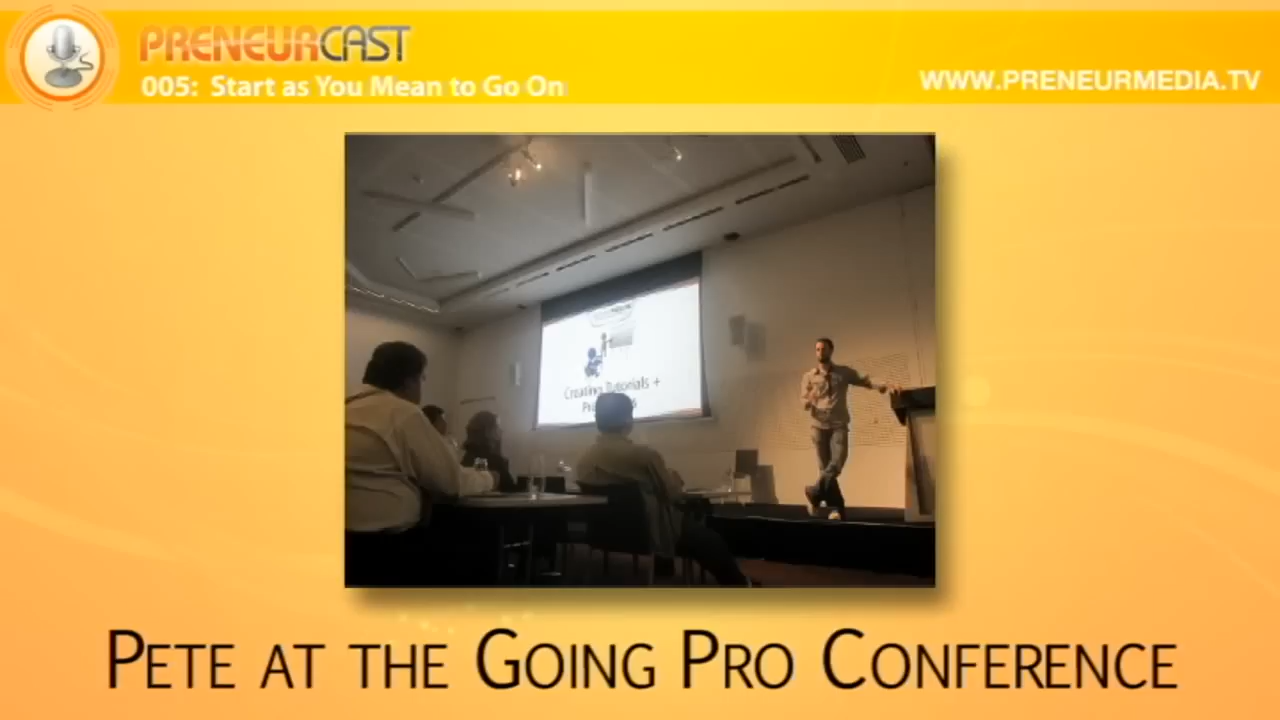 PRENEURCAST
005: Start as You Mean to Go On
WWW.PRENEURMEDIA.TV
Creating Tutorials +
PETE AT THE GOING PRO CONFERENCE